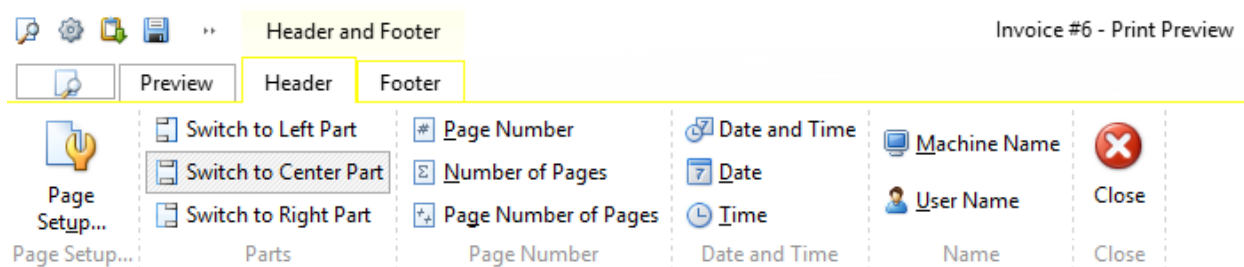 Header and Footer Invoice #6 - Print Preview
Preview Header Footer
Switch to Left Part # Page Number 7 Date and Time
Switch to Center Part Σ Number of Pages 7 Date Machine Name
Page Setup... Switch to Right Part Page Number of Pages Time User Name Close
Page Setup... Parts Page Number Date and Time Name Close